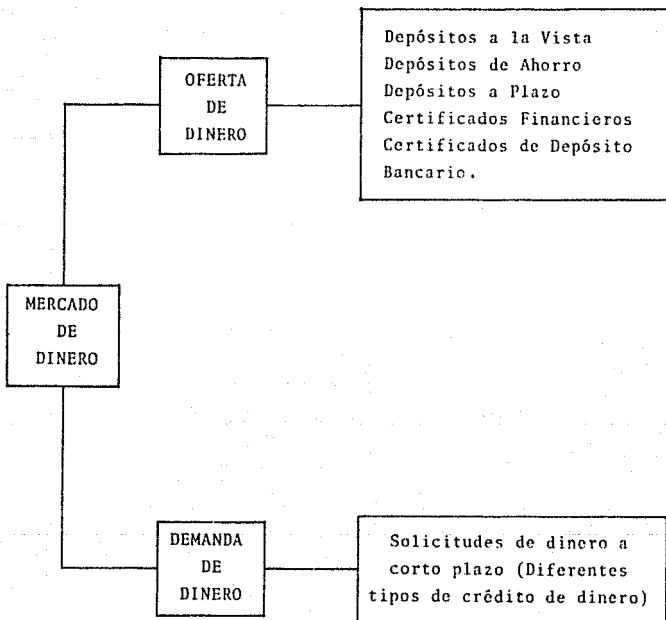 OFERTA
DE
DINERO
Depósitos a la Vista
Depósitos de Ahorro
Depósitos a Plazo
Certificados Financieros
Certificados de Depósito
Bancario.
MERCADO
DE
DINERO
DEMANDA
DE
DINERO
Solicitudes de dinero a
corto plazo (Diferentes
tipos de crédito de dinero)